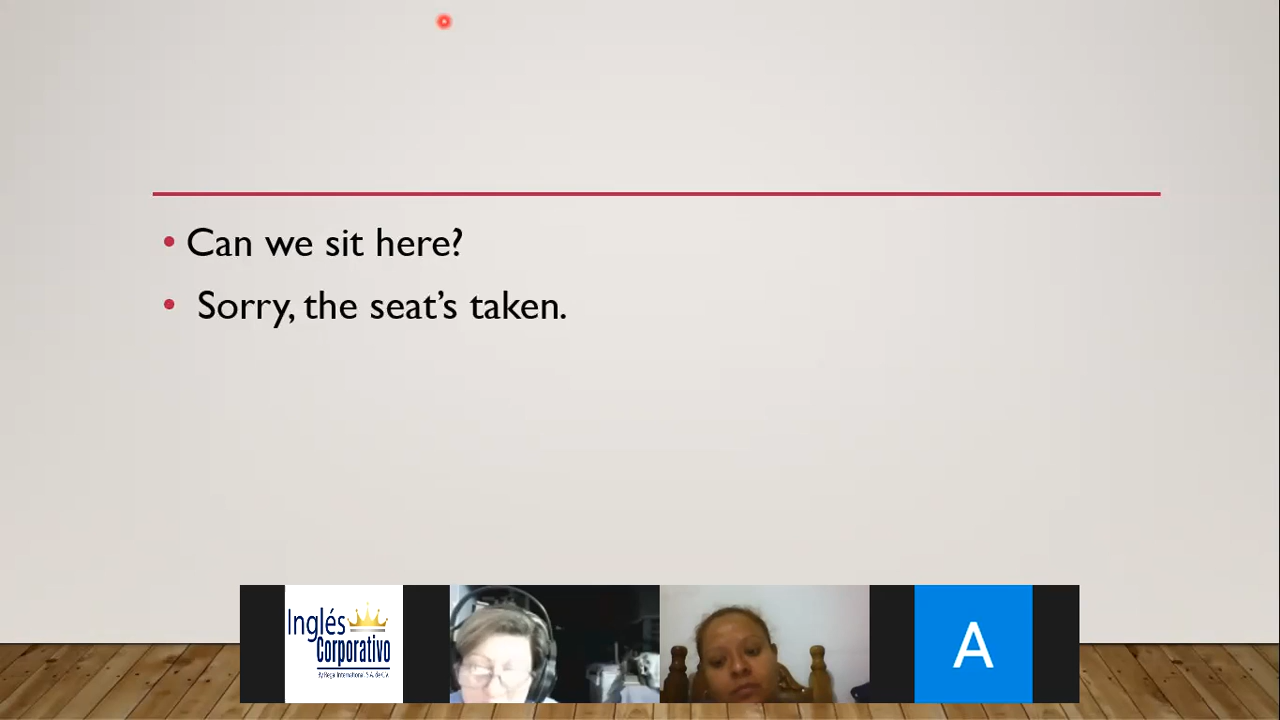 • Can we sit here?
• Sorry, the seat’s taken.
Inglés
Corporativo
A